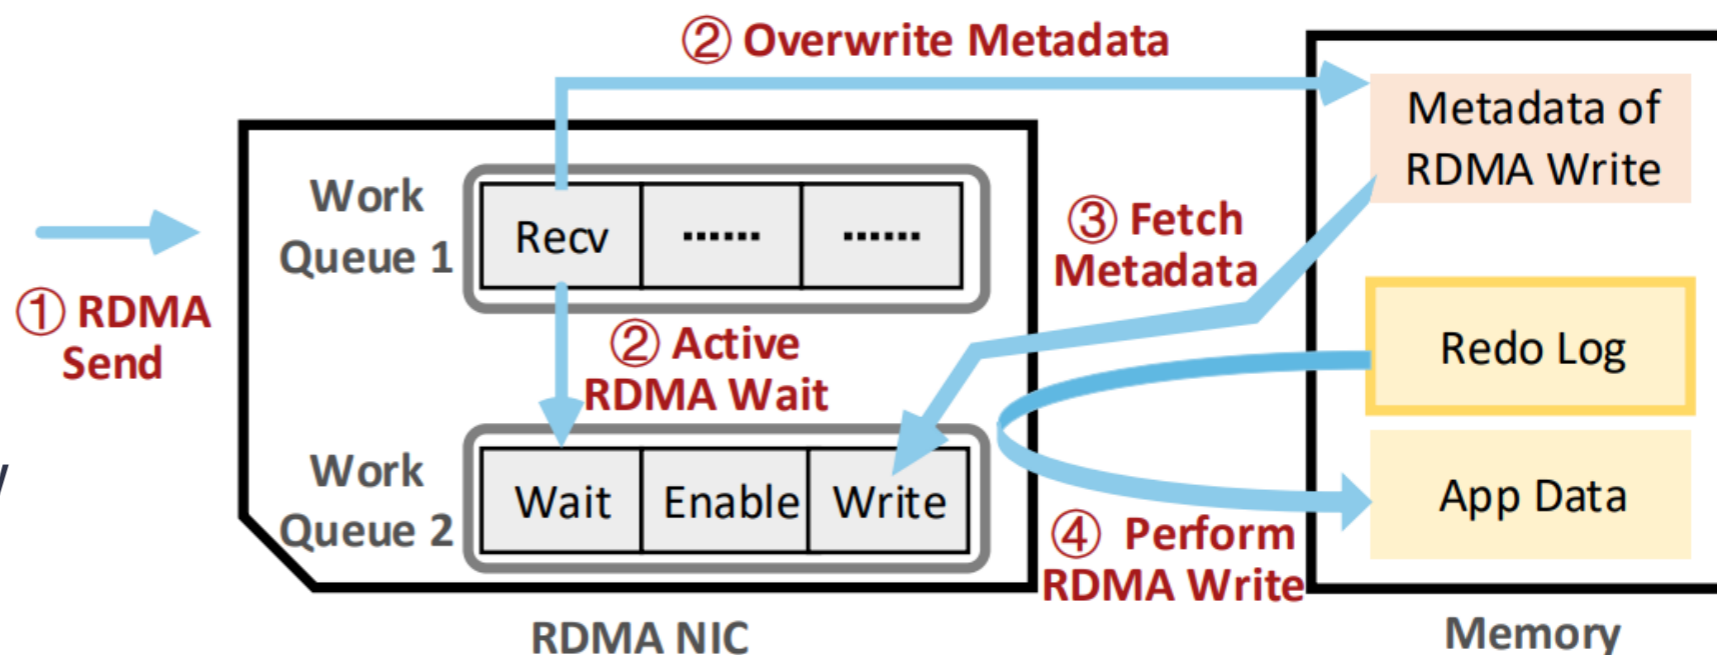 ② Overwrite Metadata
Metadata of
RDMA Write
Work
Queue 1
Recv
......
......
③ Fetch
Metadata
① RDMA
Send
② Active
RDMA Wait
Redo Log
Work
Queue 2
Wait
Enable
Write
App Data
④ Perform
RDMA Write
RDMA NIC
Memory